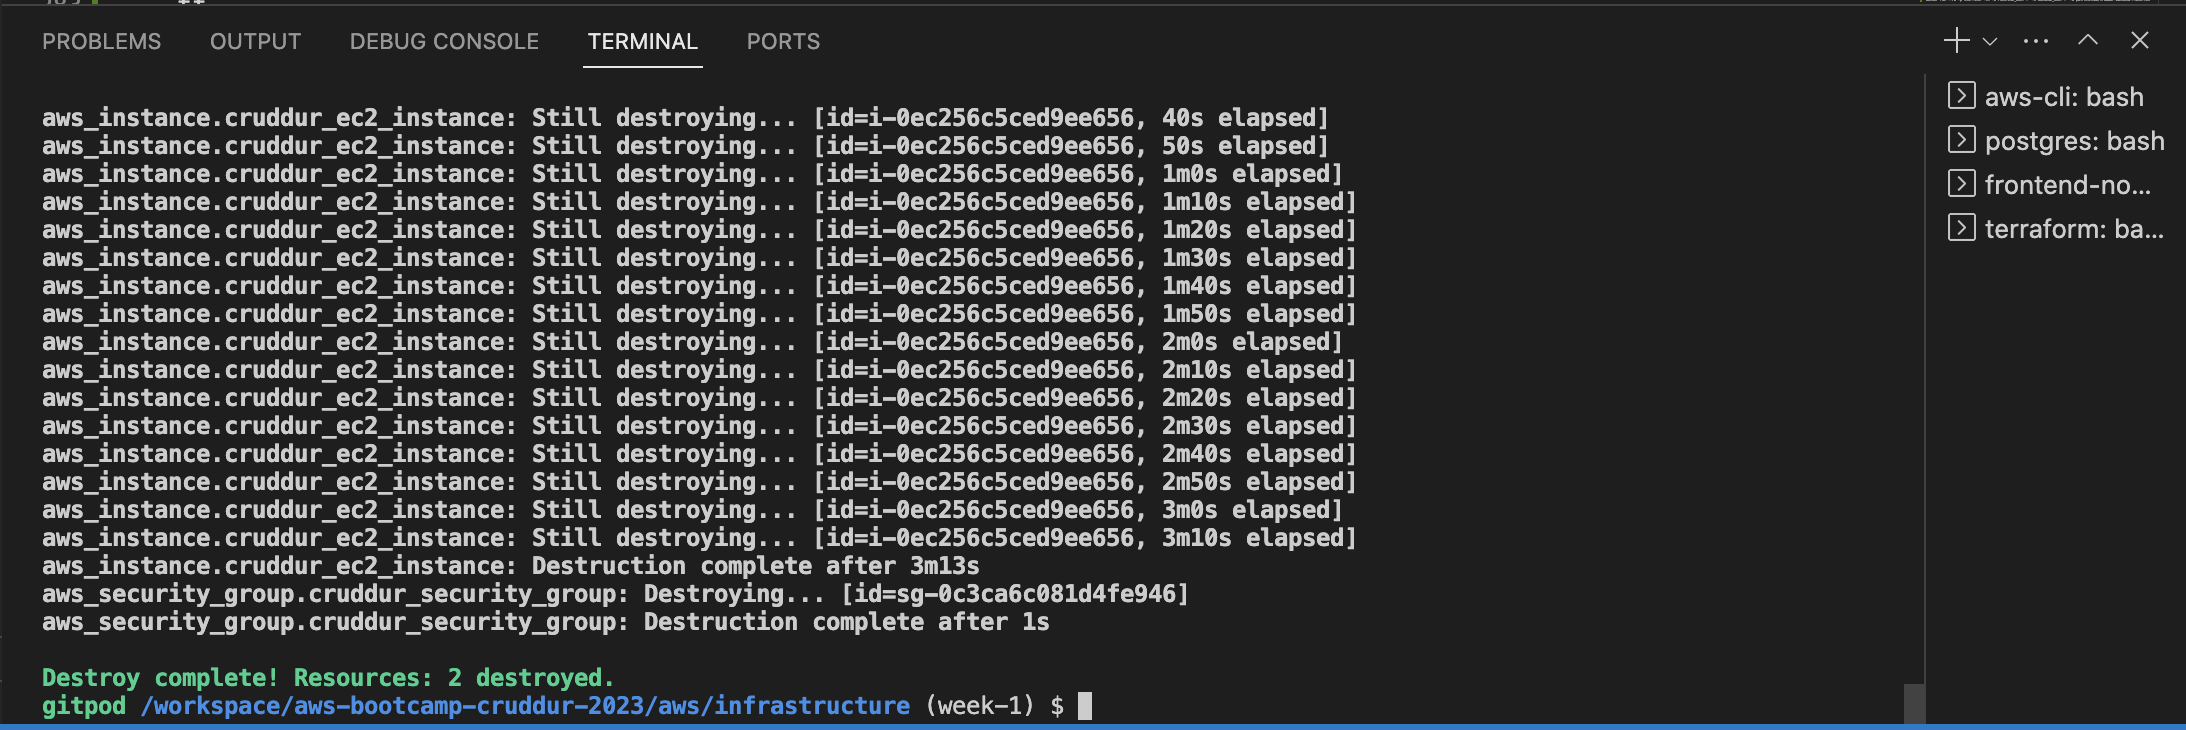 PROBLEMS OUTPUT DEBUG CONSOLE TERMINAL PORTS
aws_instance.cruddur_ec2_instance: Still destroying... [id=i-0ec256c5ced9ee656, 40s elapsed]
aws_instance.cruddur_ec2_instance: Still destroying... [id=i-0ec256c5ced9ee656, 50s elapsed]
aws_instance.cruddur_ec2_instance: Still destroying... [id=i-0ec256c5ced9ee656, 1m0s elapsed]
aws_instance.cruddur_ec2_instance: Still destroying... [id=i-0ec256c5ced9ee656, 1m10s elapsed]
aws_instance.cruddur_ec2_instance: Still destroying... [id=i-0ec256c5ced9ee656, 1m20s elapsed]
aws_instance.cruddur_ec2_instance: Still destroying... [id=i-0ec256c5ced9ee656, 1m30s elapsed]
aws_instance.cruddur_ec2_instance: Still destroying... [id=i-0ec256c5ced9ee656, 1m40s elapsed]
aws_instance.cruddur_ec2_instance: Still destroying... [id=i-0ec256c5ced9ee656, 1m50s elapsed]
aws_instance.cruddur_ec2_instance: Still destroying... [id=i-0ec256c5ced9ee656, 2m0s elapsed]
aws_instance.cruddur_ec2_instance: Still destroying... [id=i-0ec256c5ced9ee656, 2m10s elapsed]
aws_instance.cruddur_ec2_instance: Still destroying... [id=i-0ec256c5ced9ee656, 2m20s elapsed]
aws_instance.cruddur_ec2_instance: Still destroying... [id=i-0ec256c5ced9ee656, 2m30s elapsed]
aws_instance.cruddur_ec2_instance: Still destroying... [id=i-0ec256c5ced9ee656, 2m40s elapsed]
aws_instance.cruddur_ec2_instance: Still destroying... [id=i-0ec256c5ced9ee656, 2m50s elapsed]
aws_instance.cruddur_ec2_instance: Still destroying... [id=i-0ec256c5ced9ee656, 3m0s elapsed]
aws_instance.cruddur_ec2_instance: Still destroying... [id=i-0ec256c5ced9ee656, 3m10s elapsed]
aws_instance.cruddur_ec2_instance: Destruction complete after 3m13s
aws_security_group.cruddur_security_group: Destroying... [id=sg-0c3ca6c081d4fe946]
aws_security_group.cruddur_security_group: Destruction complete after 1s
Destroy complete! Resources: 2 destroyed.
gitpod /workspace/aws-bootcamp-cruddur-2023/aws/infrastructure (week-1) $
aws-cli: bash
postgres: bash
frontend-no...
terraform: ba...